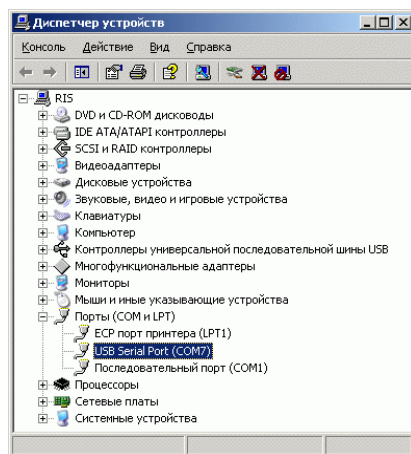 Диспетчер устройств
Консоль Действие Вид Справка
RIS
DVD и CD-ROM дисководы
IDE ATA/ATAPI контроллеры
SCSI и RAID контроллеры
Видеоадаптеры
Дисковые устройства
Звуковые, видео и игровые устройства
Клавиатуры
Компьютер
Контроллеры универсальной последовательной шины USB
Многофункциональные адаптеры
Мониторы
Мыши и иные указывающие устройства
Порты (COM и LPT)
ECP порт принтера (LPT1)
USB Serial Port (COM7)
Последовательный порт (COM1)
Процессоры
Сетевые платы
Системные устройства